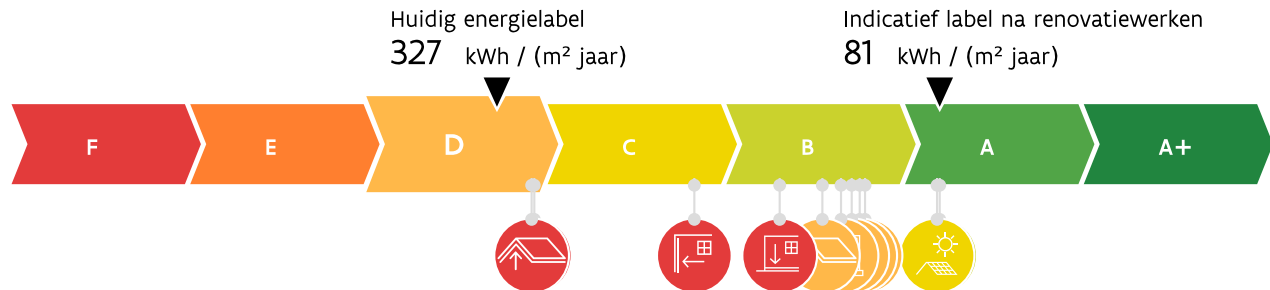 Huidig energielabel
327 kWh / (m² jaar)
Indicatief label na renovatiewerken
81 kWh / (m² jaar)
F E D C B A A+